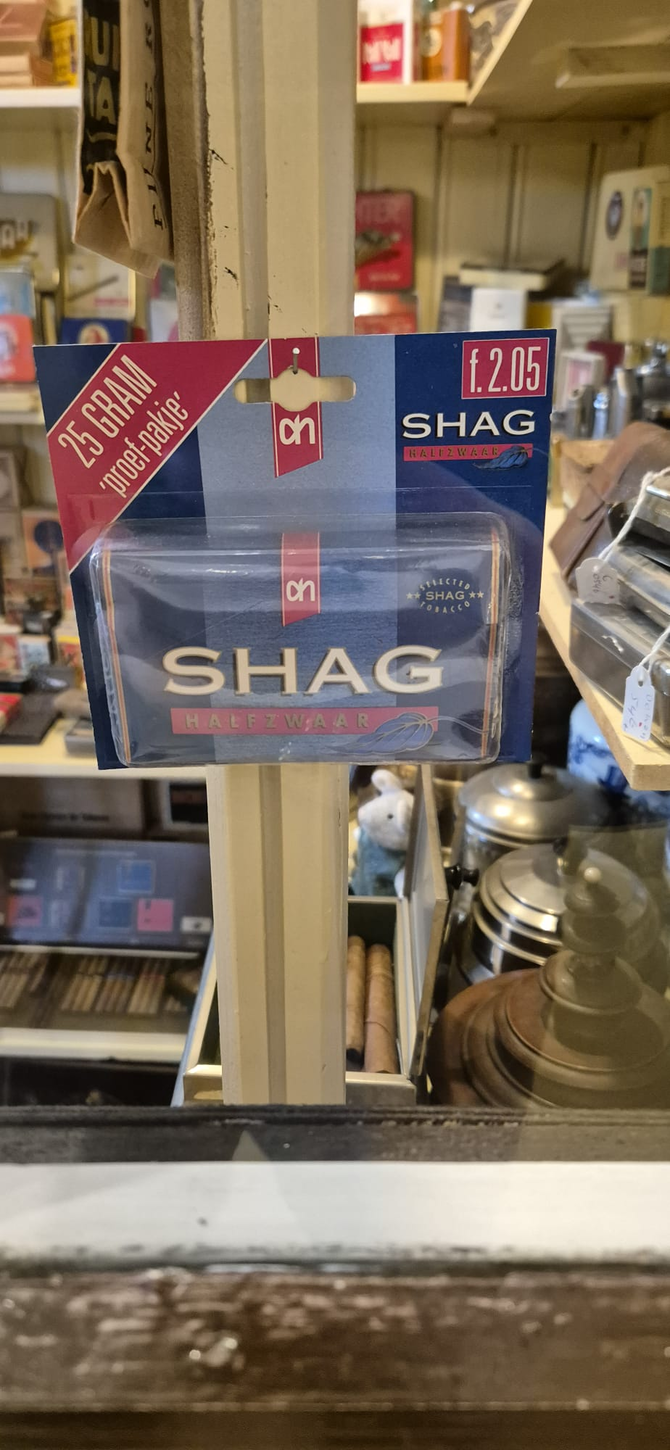 25 GRAM
'proef-pakje'
ah
f. 2.05
SHAG
HALFZWAAR
ah
SELECTED
SHAG
TOBACCO
SHAG
HALFZWAAR